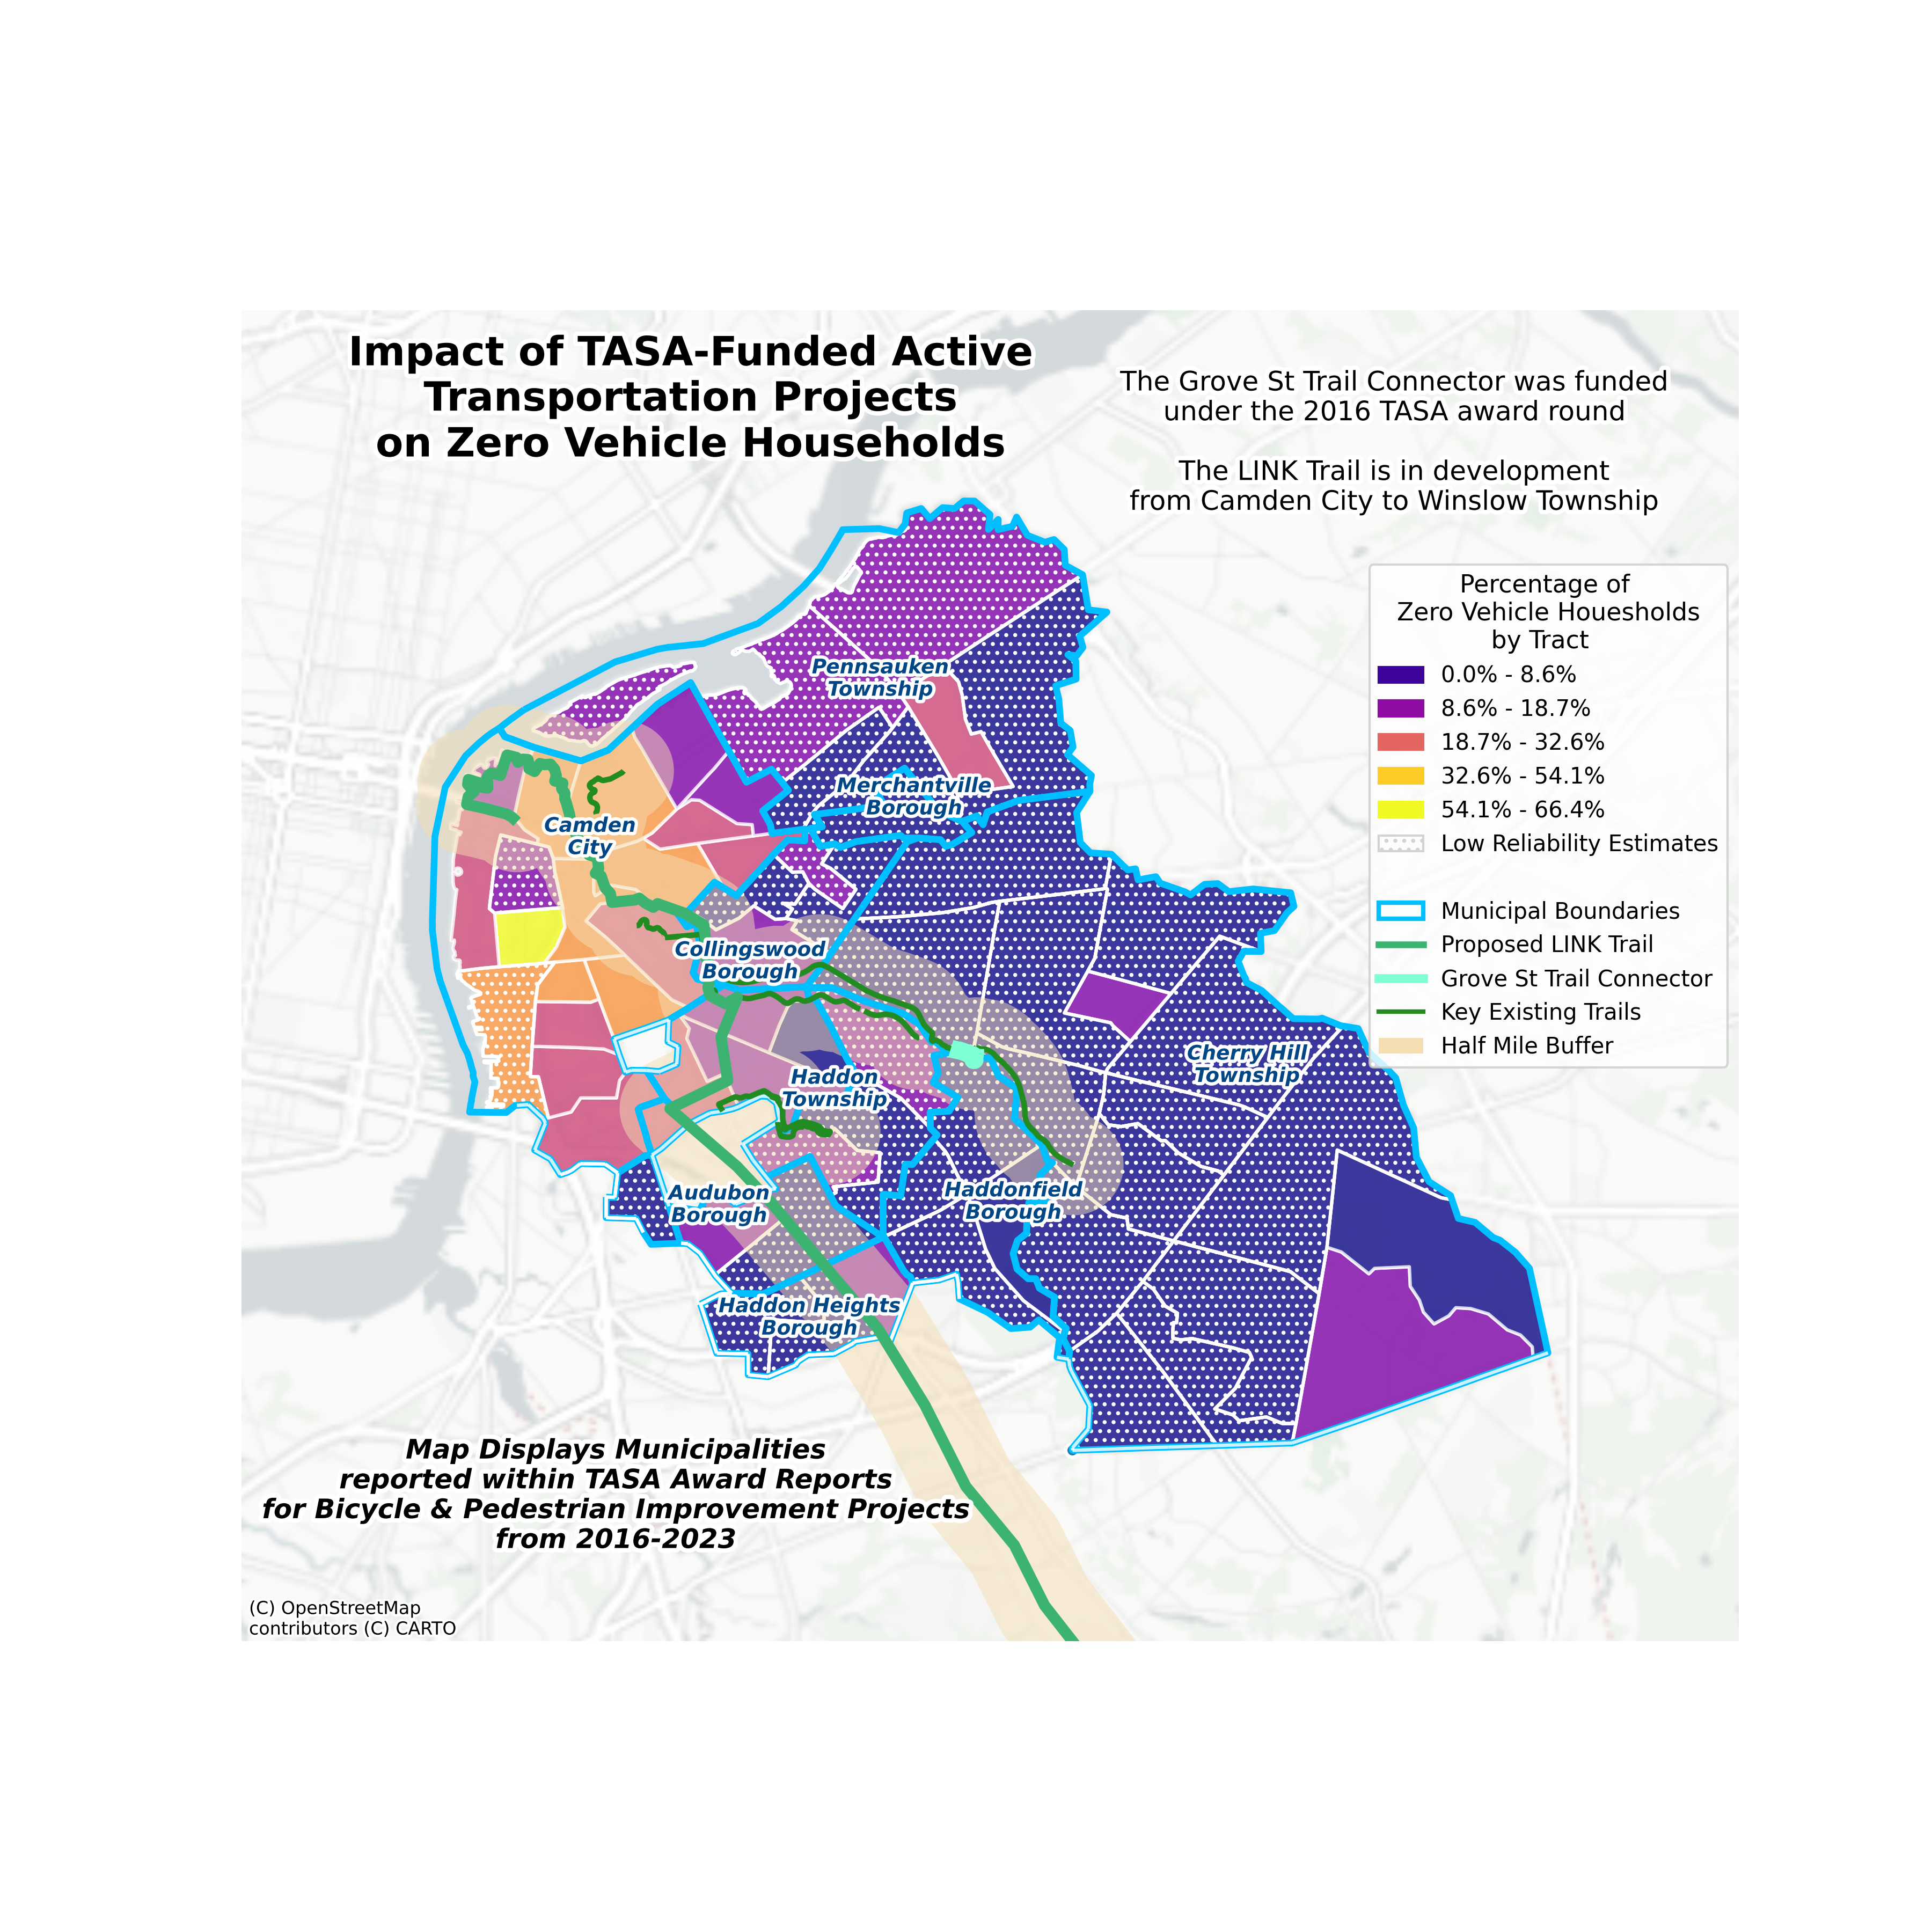 Impact of TASA-Funded Active
Transportation Projects
on Zero Vehicle Households
The Grove St Trail Connector was funded
under the 2016 TASA award round
The LINK Trail is in development
from Camden City to Winslow Township
Percentage of
Zero Vehicle Houesholds
by Tract
0.0% - 8.6%
8.6% - 18.7%
18.7% - 32.6%
32.6% - 54.1%
54.1% - 66.4%
Low Reliability Estimates
Municipal Boundaries
Proposed LINK Trail
Grove St Trail Connector
Key Existing Trails
Half Mile Buffer
Pennsauken
Township
Merchantville
Borough
Camden
City
Collingswood
Borough
Cherry Hill
Township
Haddon
Township
Audubon
Borough
Haddonfield
Borough
Haddon Heights
Borough
Map Displays Municipalities
reported within TASA Award Reports
for Bicycle & Pedestrian Improvement Projects
from 2016-2023
(C) OpenStreetMap
contributors (C) CARTO